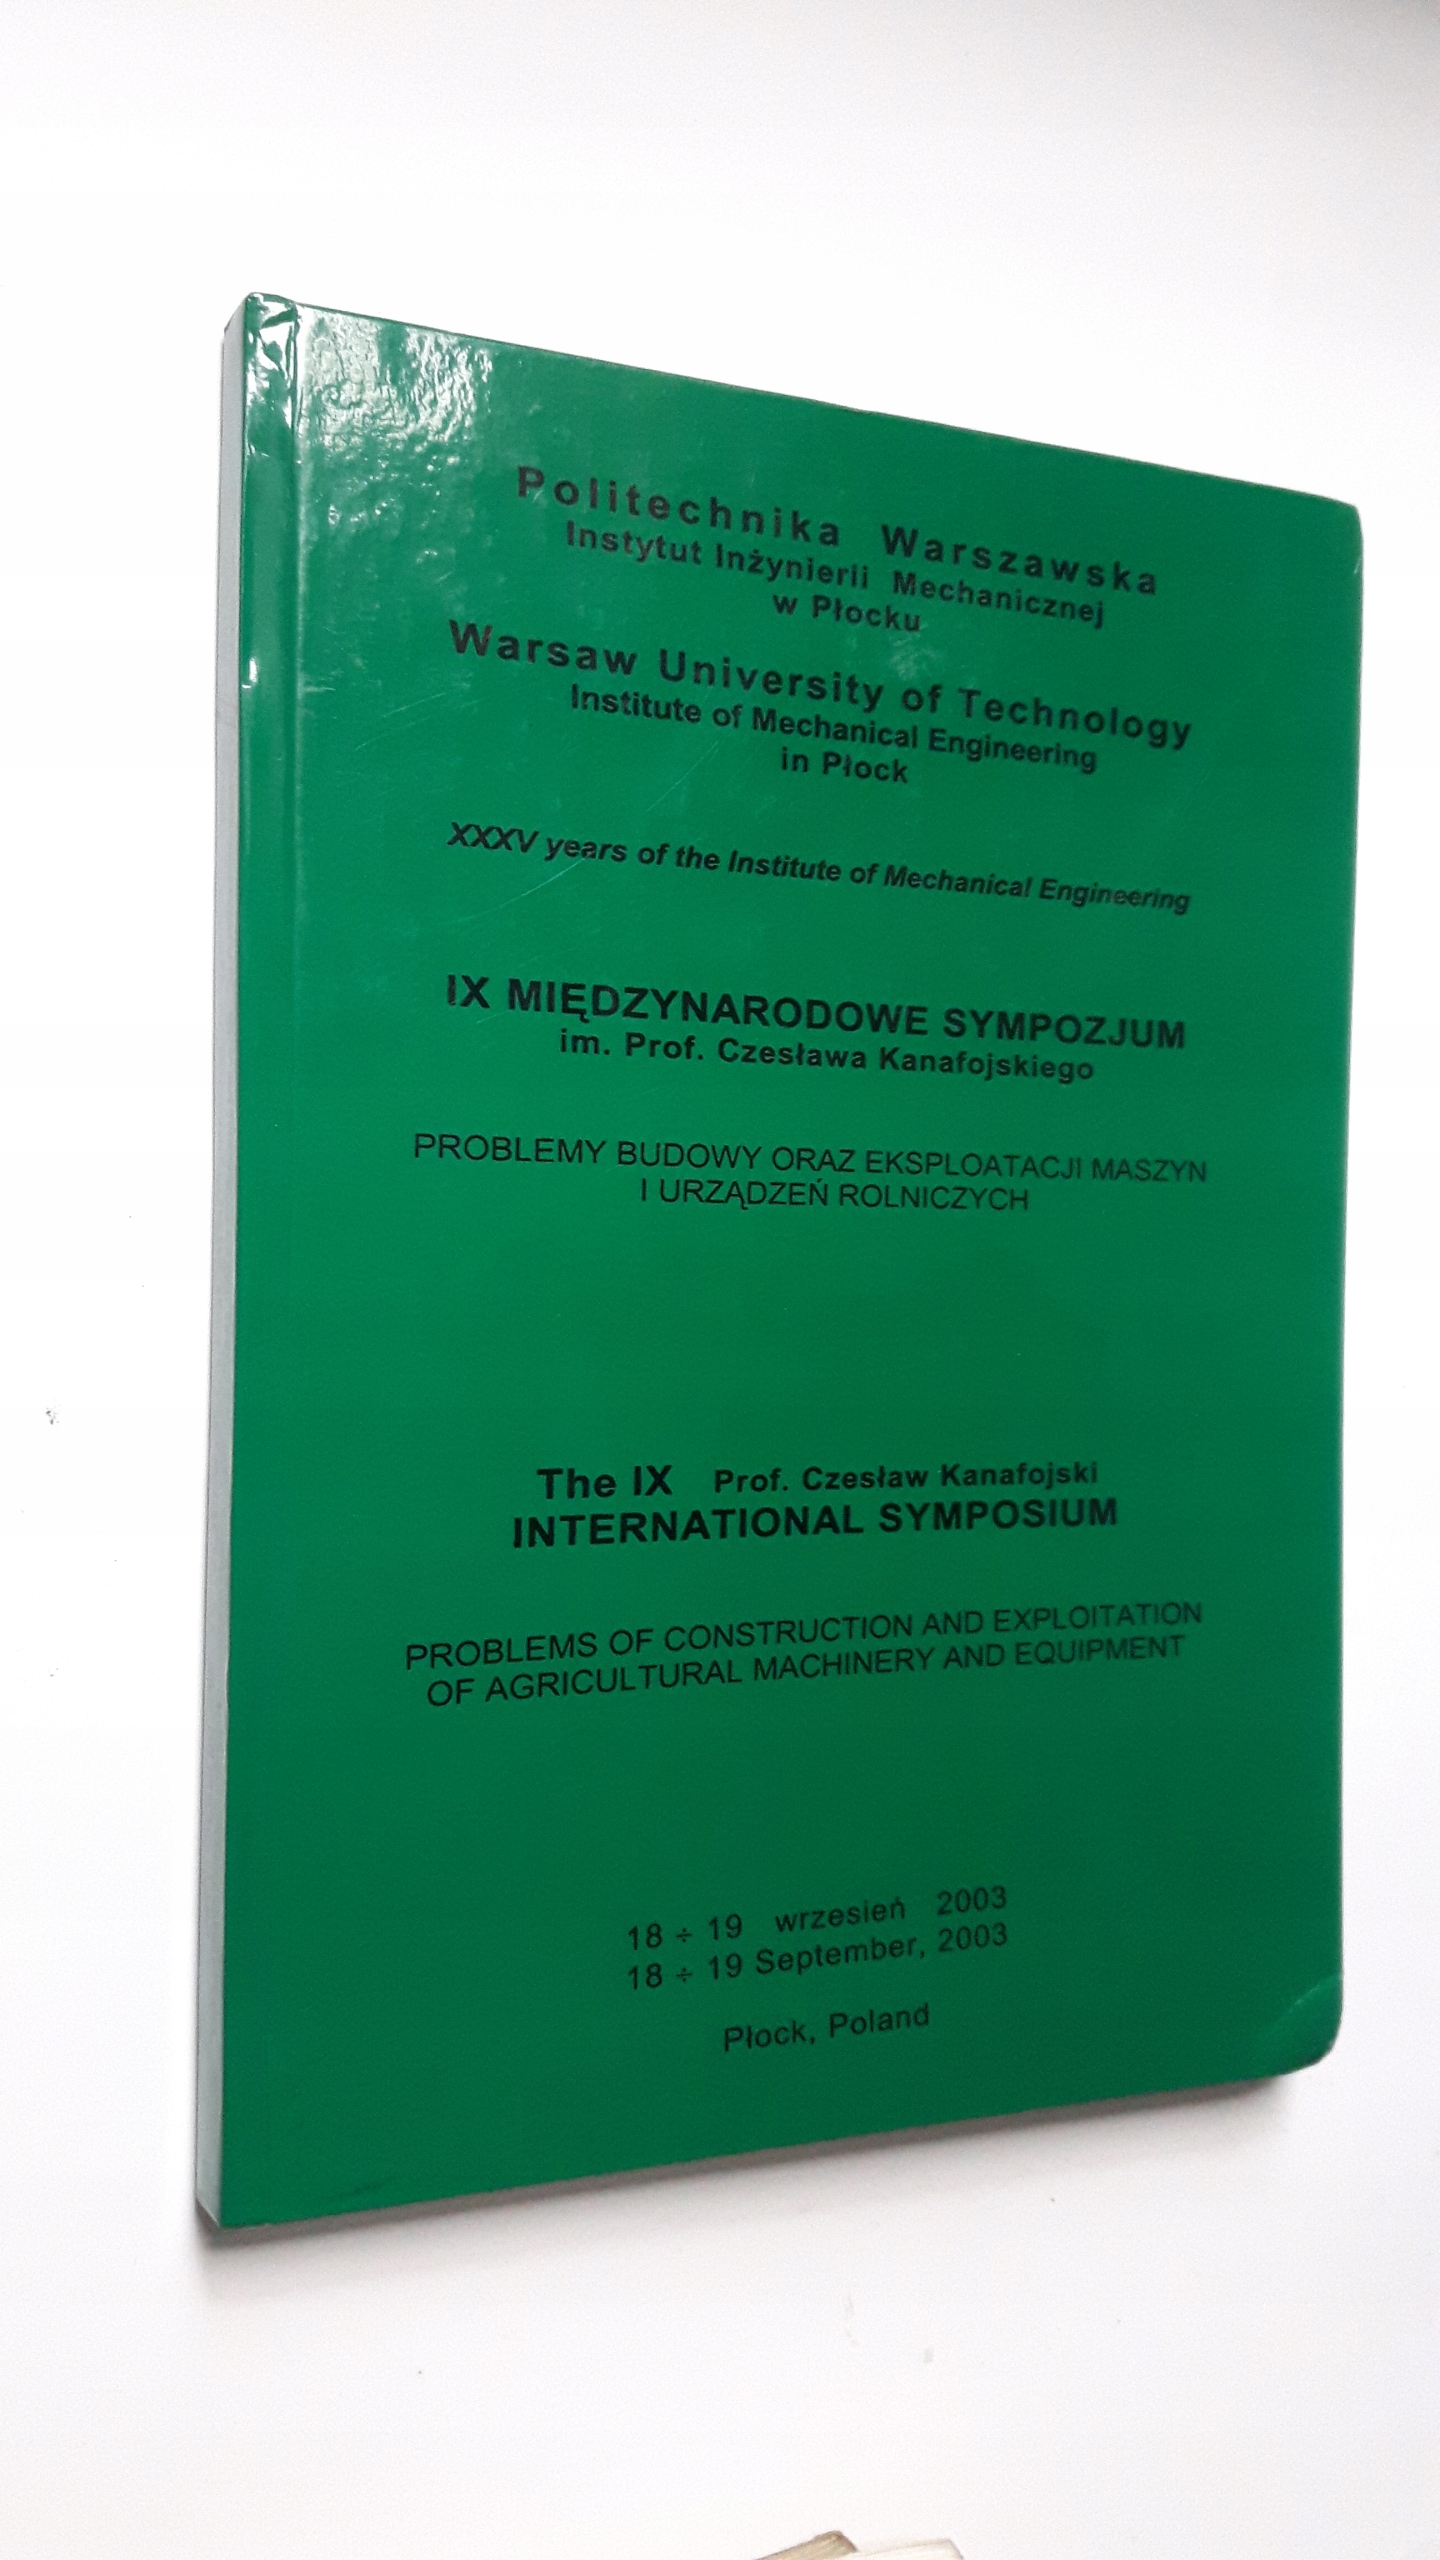 Politechnika Warszawska
Instytut Inżynierii Mechanicznej
w Płocku
Warsaw University of Technology
Institute of Mechanical Engineering
in Płock
XXXV years of the Institute of Mechanical Engineering
IX MIĘDZYNARODOWE SYMPOZJUM
im. Prof. Czesława Kanafojskiego
PROBLEMY BUDOWY ORAZ EKSPLOATACJI MASZYN
I URZĄDZEŃ ROLNICZYCH
The IX Prof. Czesław Kanafojski
INTERNATIONAL SYMPOSIUM
PROBLEMS OF CONSTRUCTION AND EXPLOITATION
OF AGRICULTURAL MACHINERY AND EQUIPMENT
18 ÷ 19 wrzesień 2003
18 ÷ 19 September, 2003
Płock, Poland